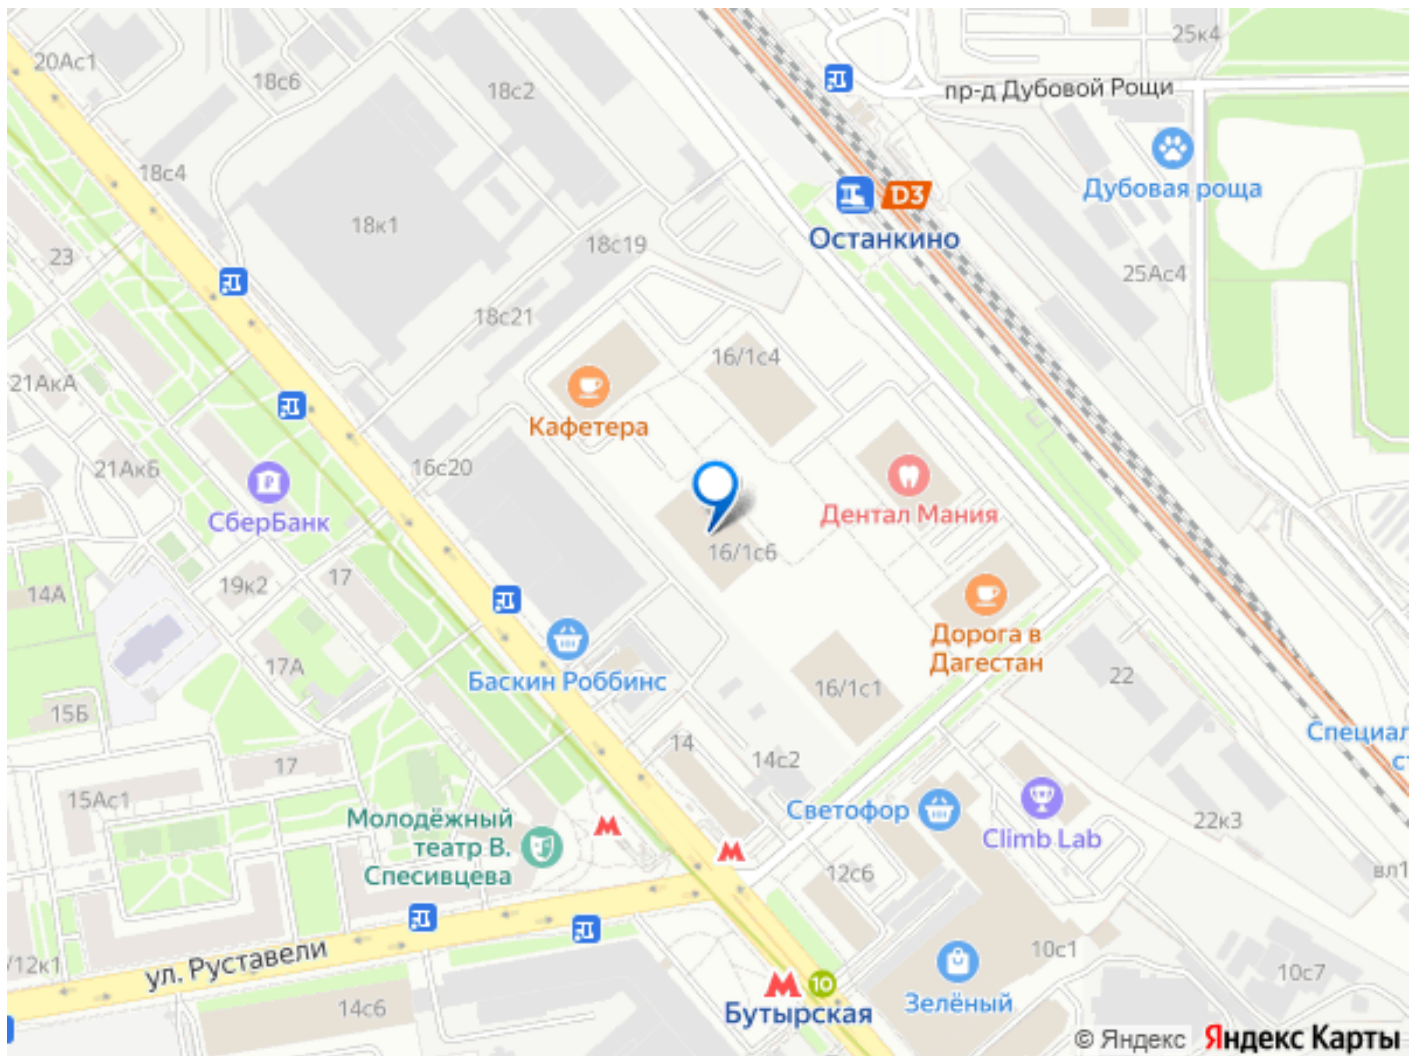 20Ас1
18с6
18с2
25к4
пр-д Дубовой Рощи
18с4
Дубовая роща
D3
Останкино
18к1
18с19
23
25Ас4
18с21
16/1с4
21АкА
Кафетера
16с20
21Ак6
СберБанк
Дентал Мания
16/1с6
19к2
17
14А
Дорога в
Дагестан
17А
Баскин Роббинс
16/1с1
22
15Б
14
14с2
Специал
ст
17
15Ас1
Молодёжный
театр В.
Спесивцева
Светофор
Climb Lab
22к3
12с6
вл1
ул. Руставели
/12к1
10с1
10с7
10
Бутырская
Зелёный
14с6
© Яндекс Яндекс Карты